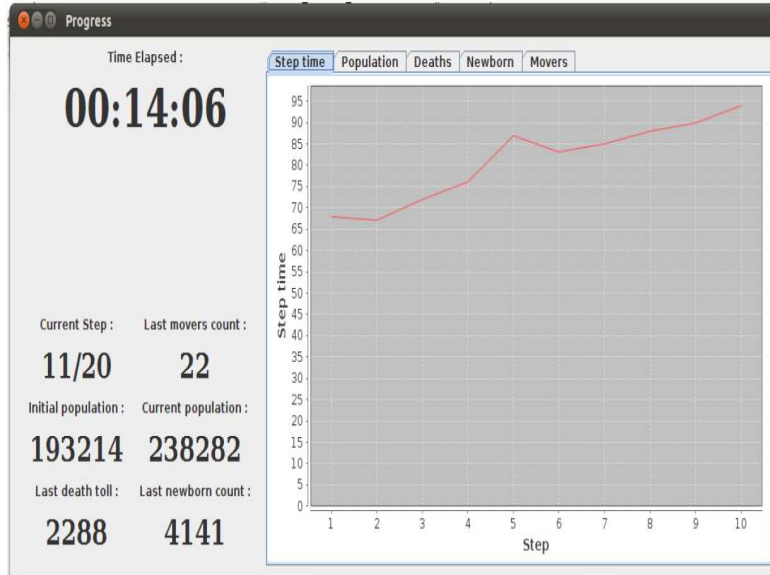 Progress
Time Elapsed :
00:14:06
Current Step : Last movers count :
11/20 22
Initial population : Current population :
193214 238282
Last death toll : Last newborn count :
2288 4141
Step time Population Deaths Newborn Movers
95
90
85
80
75
70
65
60
55
50
45
40
35
30
25
20
15
10
5
0
Step time
1 2 3 4 5 6 7 8 9 10
Step